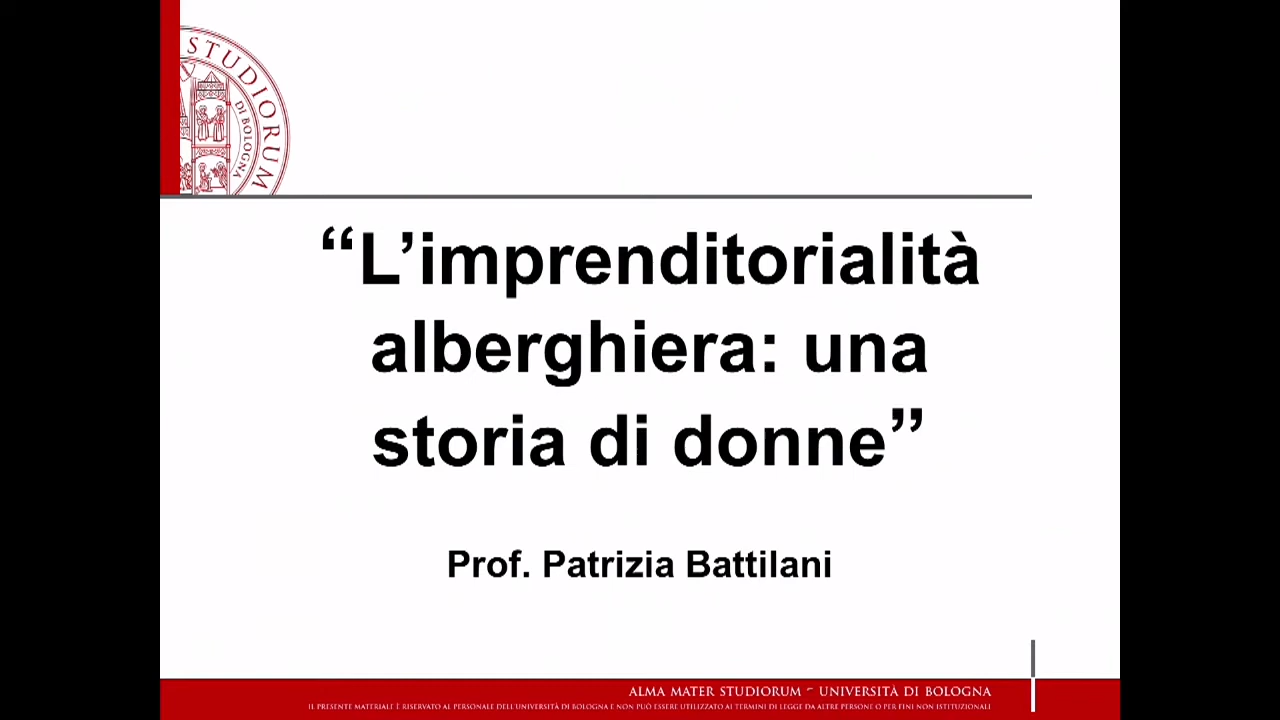 STUDIORUM
DI BOLOGNA
“L’imprenditorialità
alberghiera: una
storia di donne”
Prof. Patrizia Battilani
ALMA MATER STUDIORUM ~ UNIVERSITÀ DI BOLOGNA
IL PRESENTE MATERIALE È RISERVATO AL PERSONALE DELL’UNIVERSITÀ DI BOLOGNA E NON PUÒ ESSERE UTILIZZATO AI TERMINI DI LEGGE DA ALTRE PERSONE O PER FINI NON ISTITUZIONALI